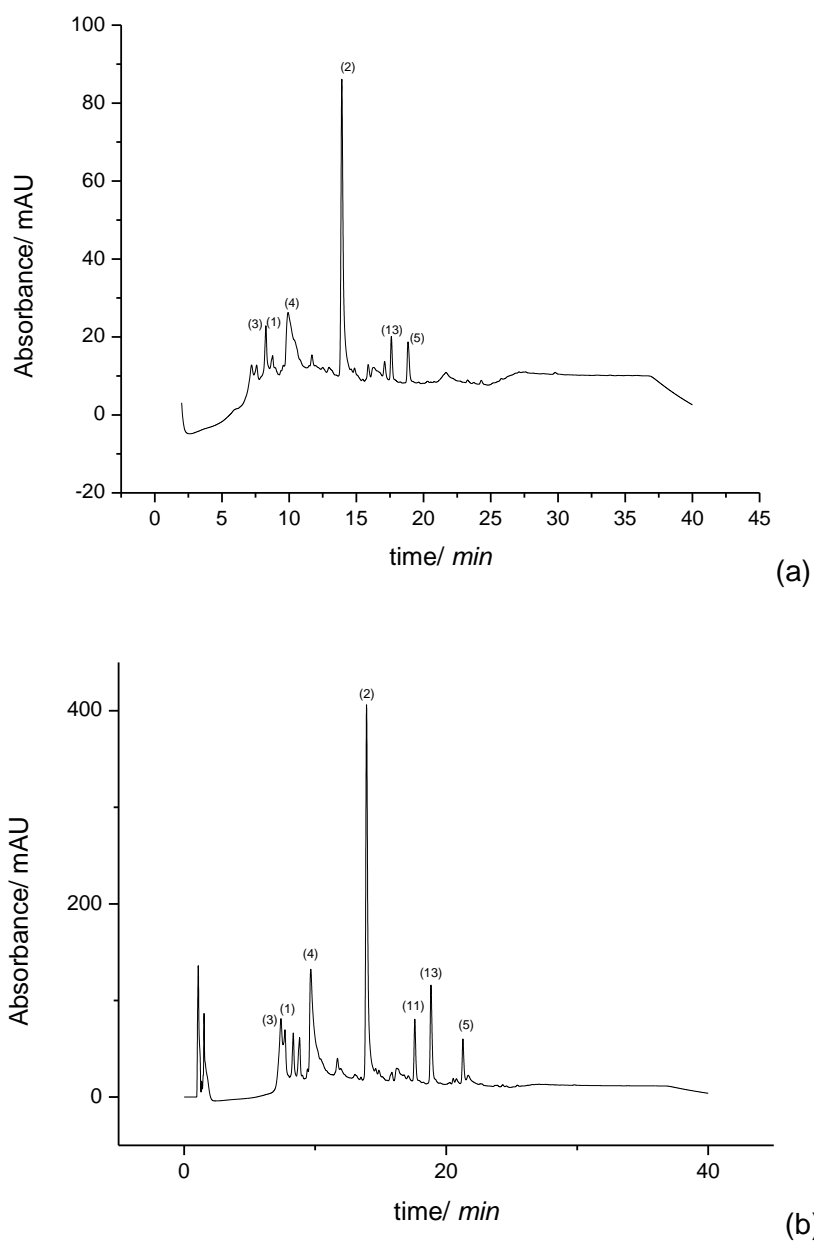 100
80
60
40
20
0
-20
Absorbance/ mAU
(2)
(3) (1) (4)
(13) (5)
0 5 10 15 20 25 30 35 40 45
time/ min
(a)
400
200
0
Absorbance/ mAU
(2)
(4)
(3) (1)
(13)
(11)
(5)
0 20 40
time/ min
(b)